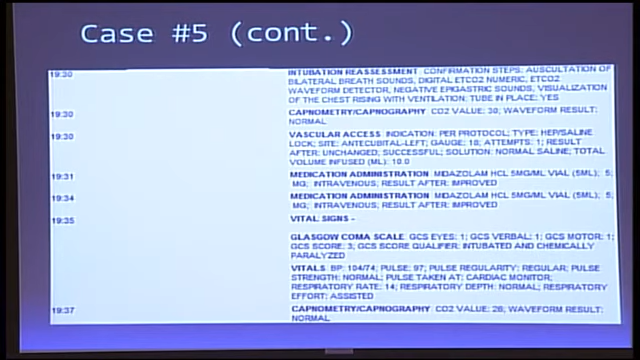 Case #5 (cont.)
19:30 INTUBATION REASSESSMENT CONFIRMATION STEPS: AUSCULTATION OF
BILATERAL BREATH SOUNDS, DIGITAL ETCO2 NUMERIC, ETCO2
WAVEFORM DETECTOR, NEGATIVE EPIGASTRIC SOUNDS, VISUALIZATION
OF THE CHEST RISING WITH VENTILATION; TUBE IN PLACE: YES
19:30 CAPNOMETRY/CAPNOGRAPHY CO2 VALUE: 30; WAVEFORM RESULT:
NORMAL
19:30 VASCULAR ACCESS INDICATION: PER PROTOCOL; TYPE: HEP/SALINE
LOCK; SITE: ANTECUBITAL-LEFT; GAUGE: 18; ATTEMPTS: 1; RESULT
AFTER: UNCHANGED, SUCCESSFUL; SOLUTION: NORMAL SALINE; TOTAL
VOLUME INFUSED (ML): 10.0
19:31 MEDICATION ADMINISTRATION MIDAZOLAM HCL 5MG/ML VIAL (5ML); 5;
MG; INTRAVENOUS; RESULT AFTER: IMPROVED
19:34 MEDICATION ADMINISTRATION MIDAZOLAM HCL 5MG/ML VIAL (5ML); 5;
MG; INTRAVENOUS; RESULT AFTER: IMPROVED
19:35 VITAL SIGNS -
GLASGOW COMA SCALE GCS EYES: 1; GCS VERBAL: 1; GCS MOTOR: 1;
GCS SCORE: 3; GCS SCORE QUALIFIER: INTUBATED AND CHEMICALLY
PARALYZED
VITALS BP: 104/74; PULSE: 97; PULSE REGULARITY: REGULAR; PULSE
STRENGTH: NORMAL; PULSE TAKEN AT: CARDIAC MONITOR;
RESPIRATORY RATE: 14; RESPIRATORY DEPTH: NORMAL; RESPIRATORY
EFFORT: ASSISTED
19:37 CAPNOMETRY/CAPNOGRAPHY CO2 VALUE: 28; WAVEFORM RESULT:
NORMAL